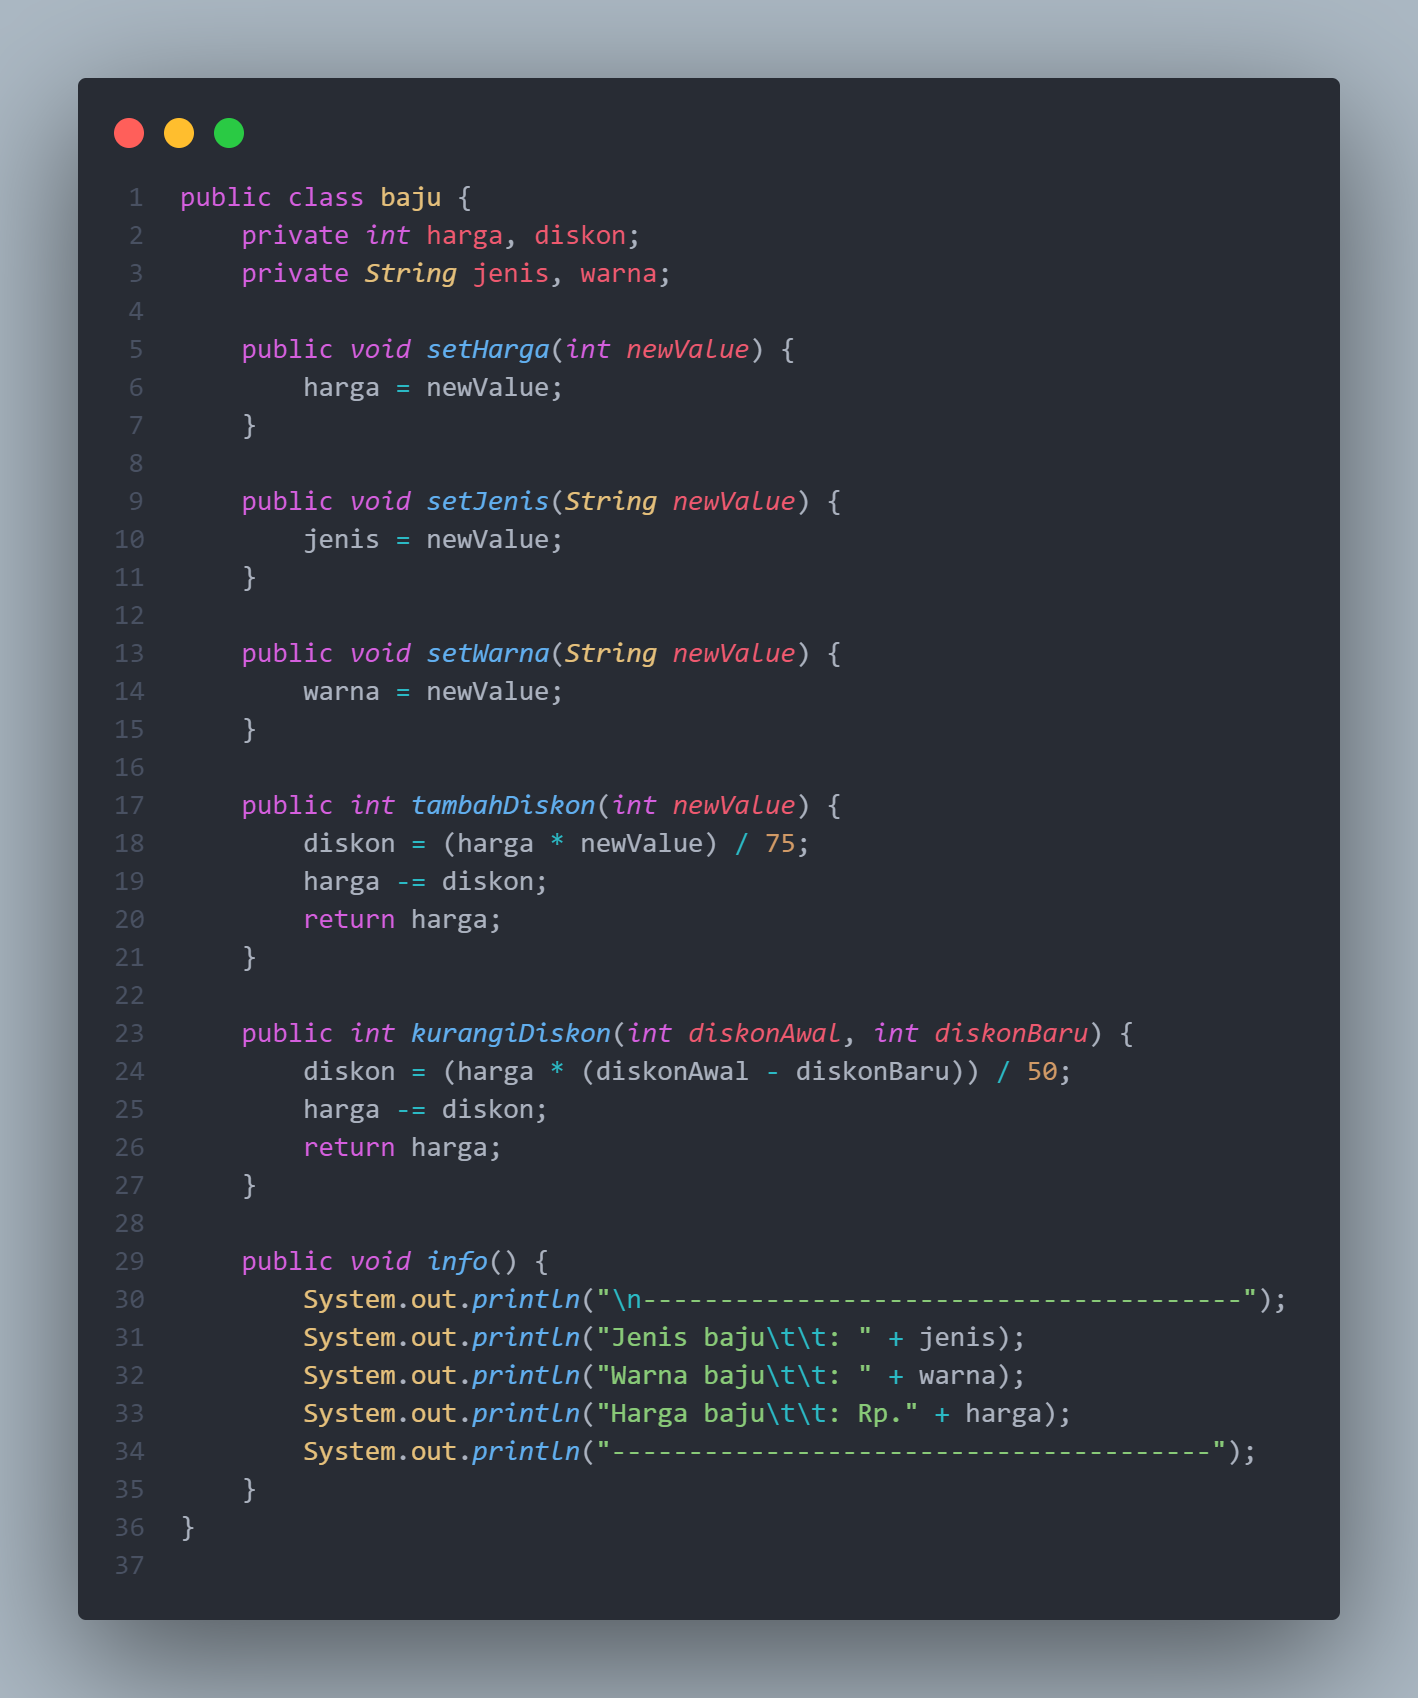 1 public class baju {
2     private int harga, diskon;
3     private String jenis, warna;
4
5     public void setHarga(int newValue) {
6         harga = newValue;
7     }
8
9     public void setJenis(String newValue) {
10         jenis = newValue;
11     }
12
13     public void setWarna(String newValue) {
14         warna = newValue;
15     }
16
17     public int tambahDiskon(int newValue) {
18         diskon = (harga * newValue) / 75;
19         harga -= diskon;
20         return harga;
21     }
22
23     public int kurangiDiskon(int diskonAwal, int diskonBaru) {
24         diskon = (harga * (diskonAwal - diskonBaru)) / 50;
25         harga -= diskon;
26         return harga;
27     }
28
29     public void info() {
30         System.out.println("\n---------------------------------------");
31         System.out.println("Jenis baju\t\t: " + jenis);
32         System.out.println("Warna baju\t\t: " + warna);
33         System.out.println("Harga baju\t\t: Rp." + harga);
34         System.out.println("---------------------------------------");
35     }
36 }
37